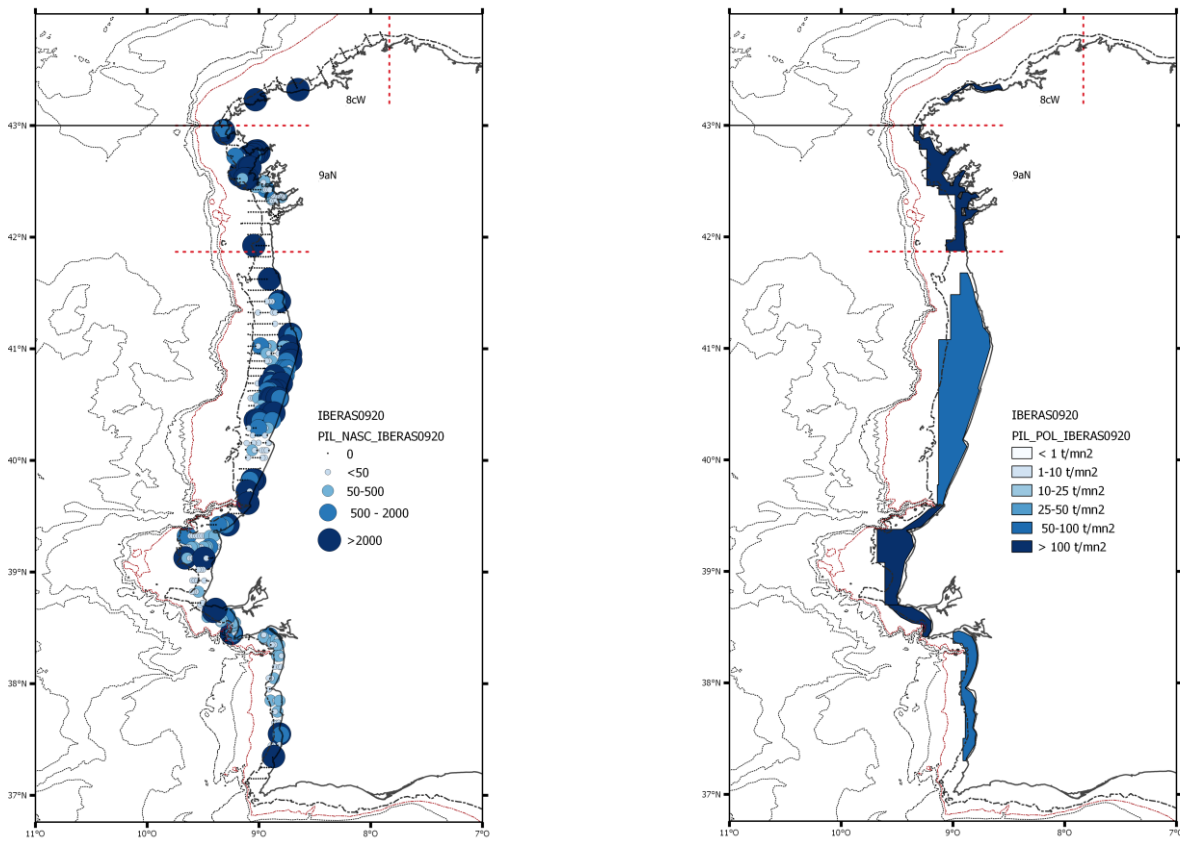 8cW
43°N
9aN
42°N
41°N
IBERAS0920
PIL_NASC_IBERAS0920
0
<50
50-500
500 - 2000
>2000
40°N
39°N
38°N
37°N
11°O
10°O
9°O
8°O
7°O
8cW
43°N
9aN
42°N
41°N
IBERAS0920
PIL_POL_IBERAS0920
< 1 t/mn2
1-10 t/mn2
10-25 t/mn2
25-50 t/mn2
50-100 t/mn2
> 100 t/mn2
40°N
39°N
38°N
37°N
11°O
10°O
9°O
8°O
7°O